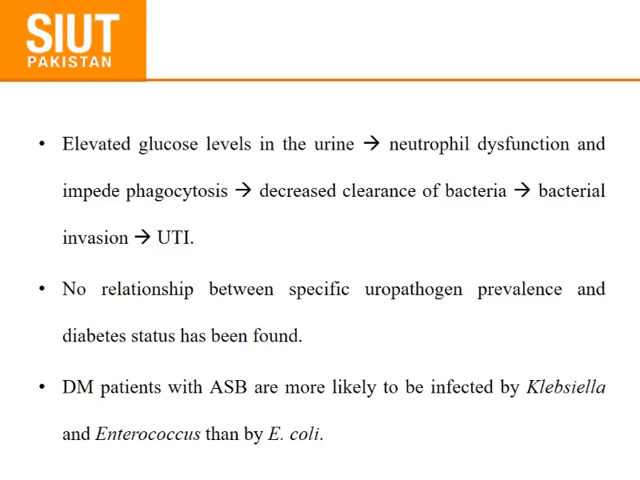 SIUT
PAKISTAN
• Elevated glucose levels in the urine → neutrophil dysfunction and
impede phagocytosis → decreased clearance of bacteria → bacterial
invasion → UTI.
• No relationship between specific uropathogen prevalence and
diabetes status has been found.
• DM patients with ASB are more likely to be infected by Klebsiella
and Enterococcus than by E. coli.